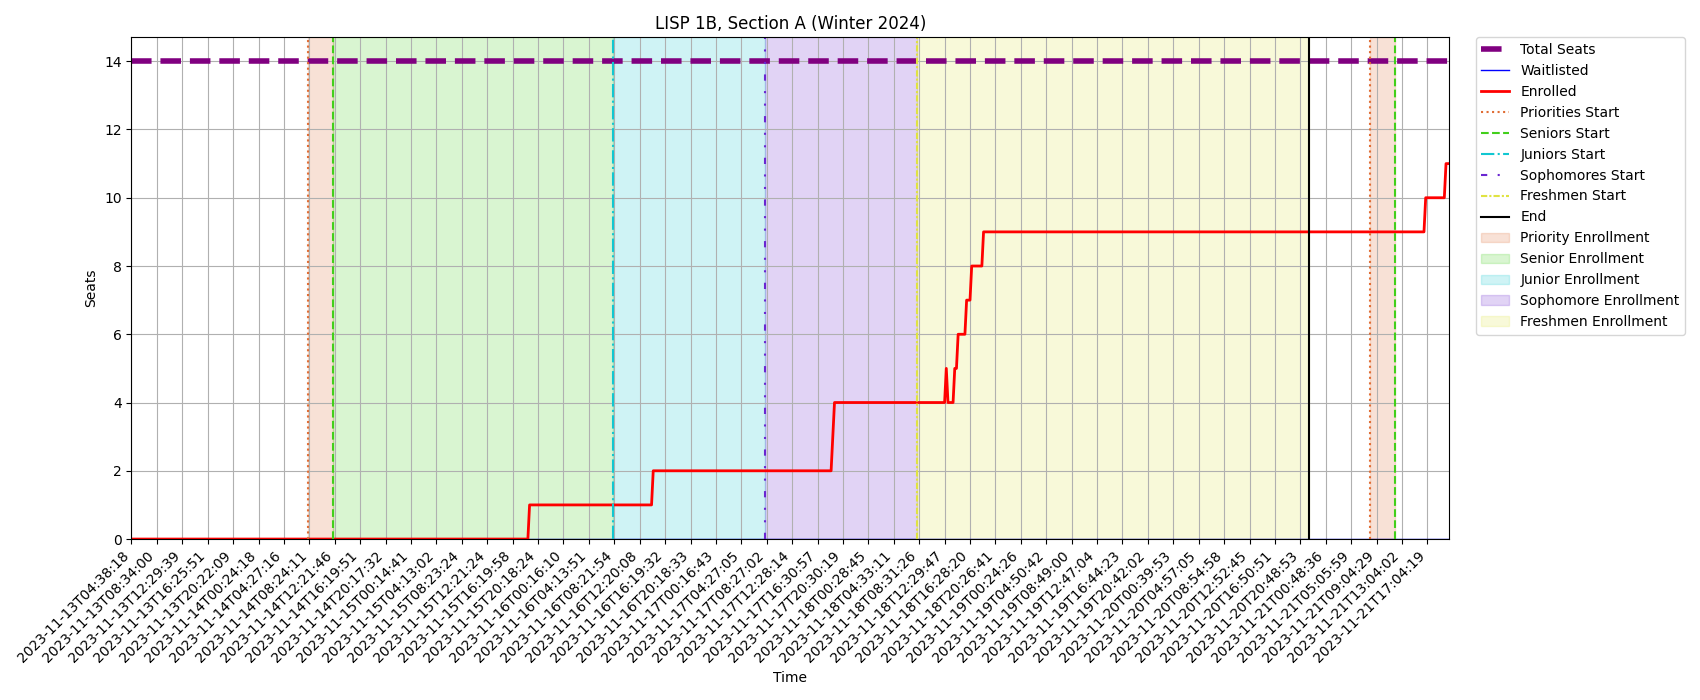 LISP 1B, Section A (Winter 2024)
Seats
14
12
10
8
6
4
2
0
2023-11-13T04:38:18
2023-11-13T08:34:00
2023-11-13T12:29:39
2023-11-13T16:25:51
2023-11-13T20:22:09
2023-11-14T00:24:18
2023-11-14T04:27:16
2023-11-14T08:24:11
2023-11-14T12:21:46
2023-11-14T16:19:51
2023-11-14T20:17:32
2023-11-15T00:14:41
2023-11-15T04:13:02
2023-11-15T08:23:24
2023-11-15T12:21:24
2023-11-15T16:19:58
2023-11-15T20:18:24
2023-11-16T00:16:10
2023-11-16T04:13:51
2023-11-16T08:21:54
2023-11-16T12:20:08
2023-11-16T16:19:32
2023-11-16T20:18:33
2023-11-17T00:16:43
2023-11-17T04:27:05
2023-11-17T08:27:02
2023-11-17T12:28:14
2023-11-17T16:30:57
2023-11-17T20:30:19
2023-11-18T00:28:45
2023-11-18T04:33:11
2023-11-18T08:31:26
2023-11-18T12:29:47
2023-11-18T16:28:20
2023-11-18T20:26:41
2023-11-19T00:24:26
2023-11-19T04:50:42
2023-11-19T08:49:00
2023-11-19T12:47:04
2023-11-19T16:44:23
2023-11-19T20:42:02
2023-11-20T00:39:53
2023-11-20T04:57:05
2023-11-20T08:54:58
2023-11-20T12:52:45
2023-11-20T16:50:51
2023-11-20T20:48:53
2023-11-21T00:48:36
2023-11-21T05:05:59
2023-11-21T09:04:29
2023-11-21T13:04:02
2023-11-21T17:04:19
Time
Total Seats
Waitlisted
Enrolled
Priorities Start
Seniors Start
Juniors Start
Sophomores Start
Freshmen Start
End
Priority Enrollment
Senior Enrollment
Junior Enrollment
Sophomore Enrollment
Freshmen Enrollment